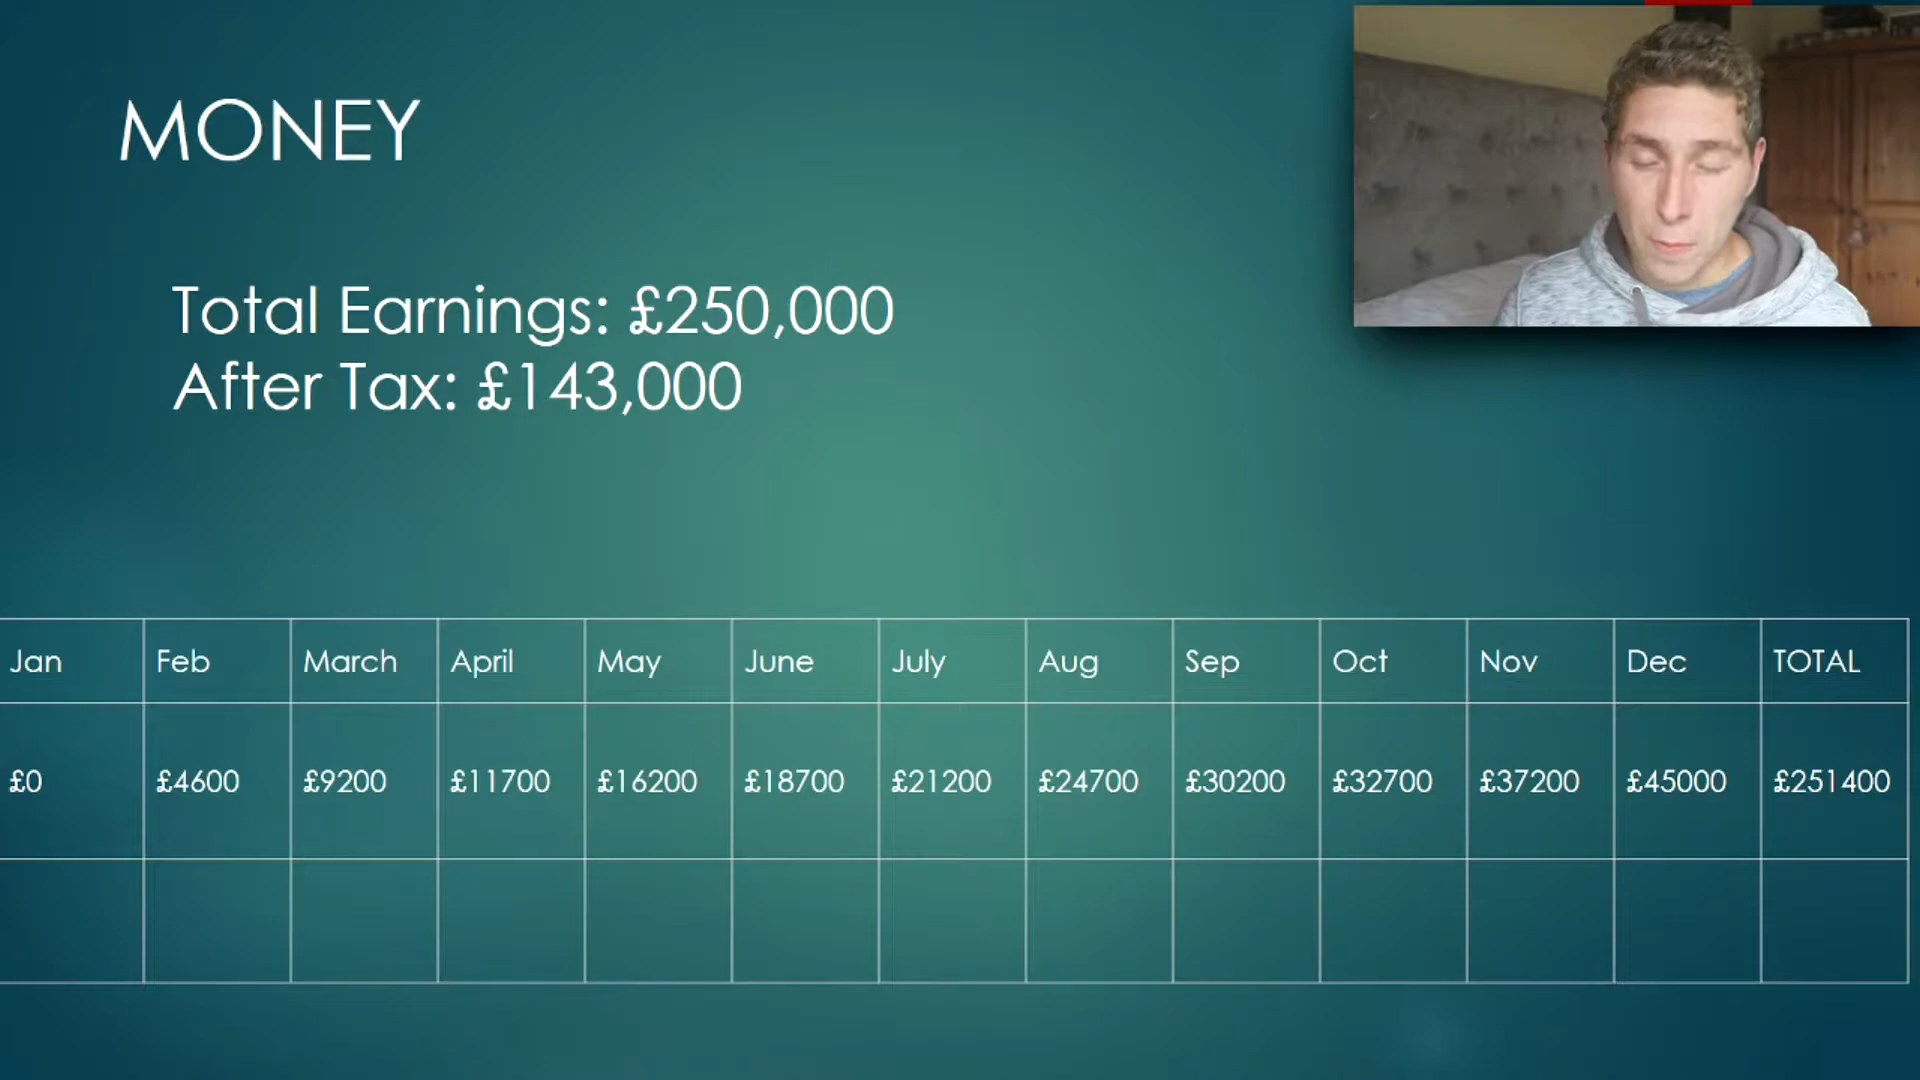 MONEY
Total Earnings: £250,000
After Tax: £143,000
Jan Feb March April May June July Aug Sep Oct Nov Dec TOTAL
£0 £4600 £9200 £11700 £16200 £18700 £21200 £24700 £30200 £32700 £37200 £45000 £251400